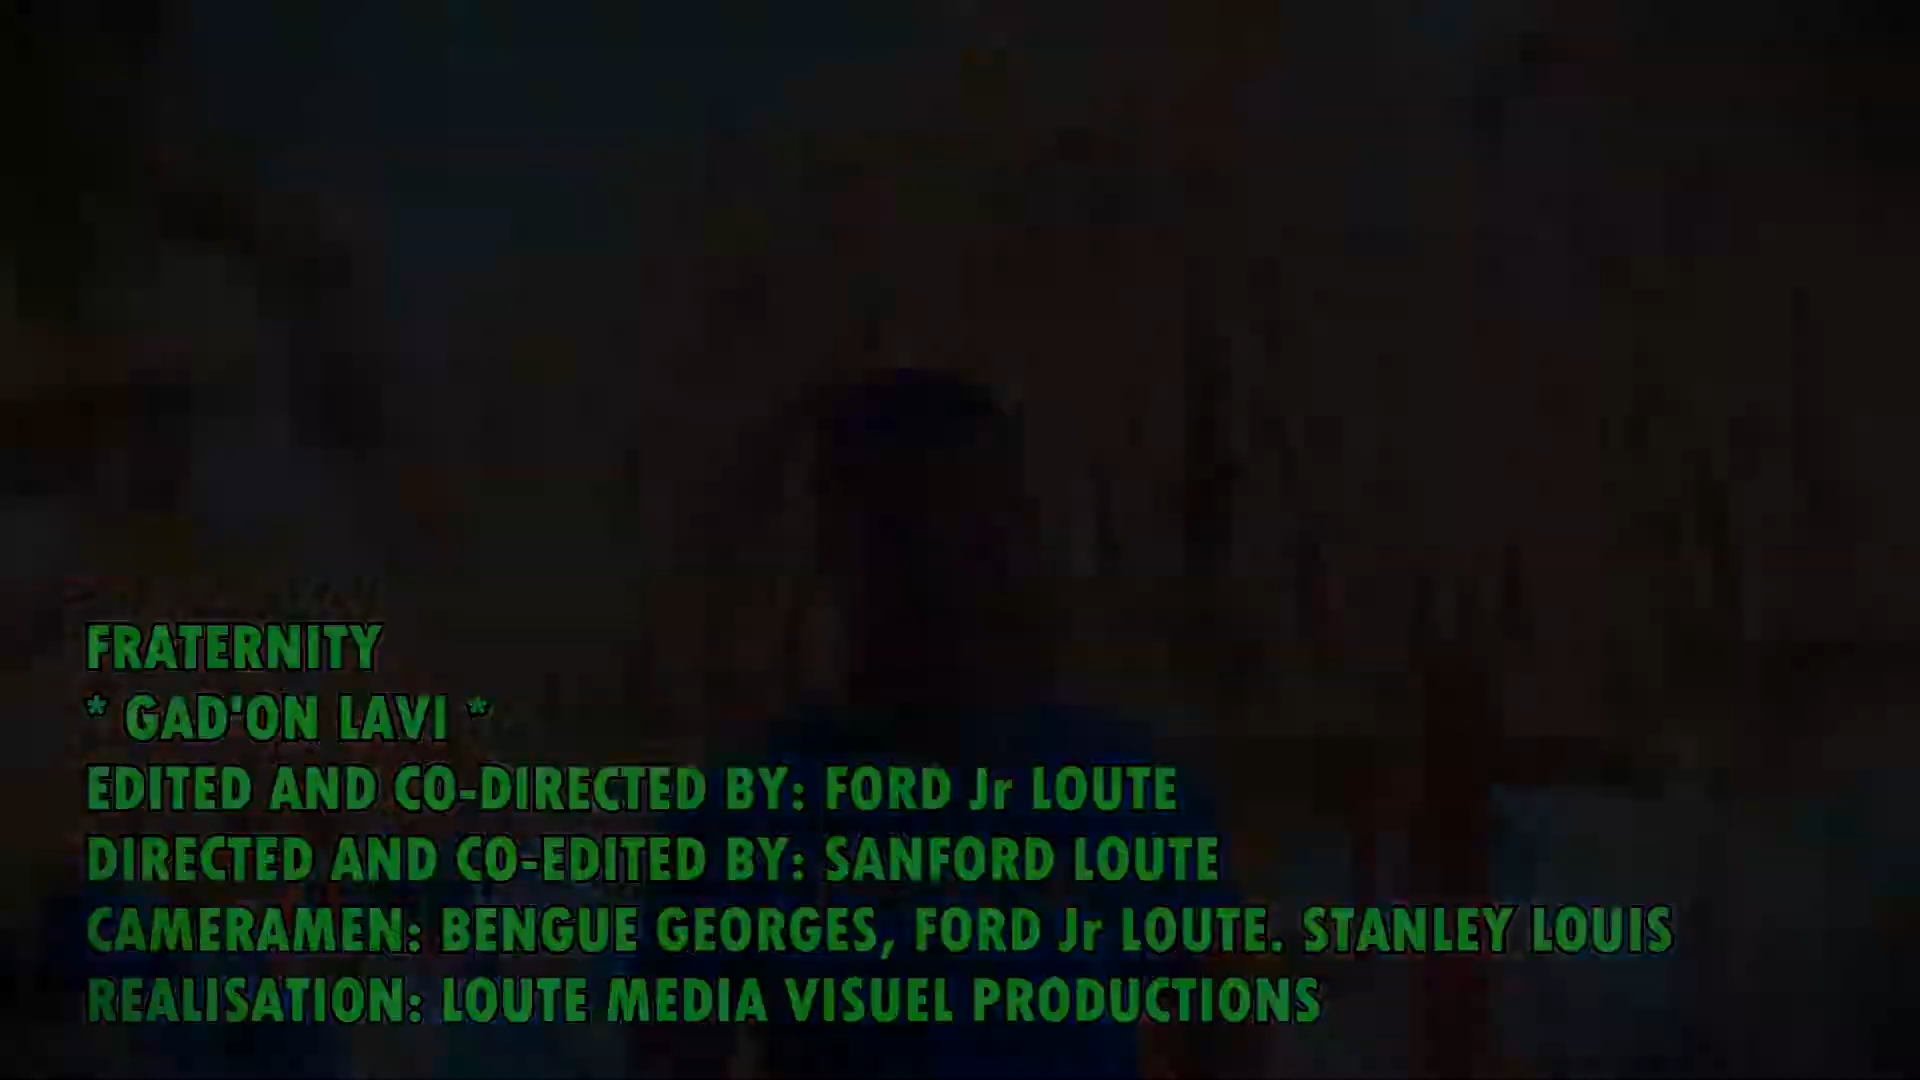 FRATERNITY
* GAD'ON LAVI *
EDITED AND CO-DIRECTED BY: FORD Jr LOUTE
DIRECTED AND CO-EDITED BY: SANFORD LOUTE
CAMERAMEN: BENGUE GEORGES, FORD Jr LOUTE. STANLEY LOUIS
REALISATION: LOUTE MEDIA VISUEL PRODUCTIONS